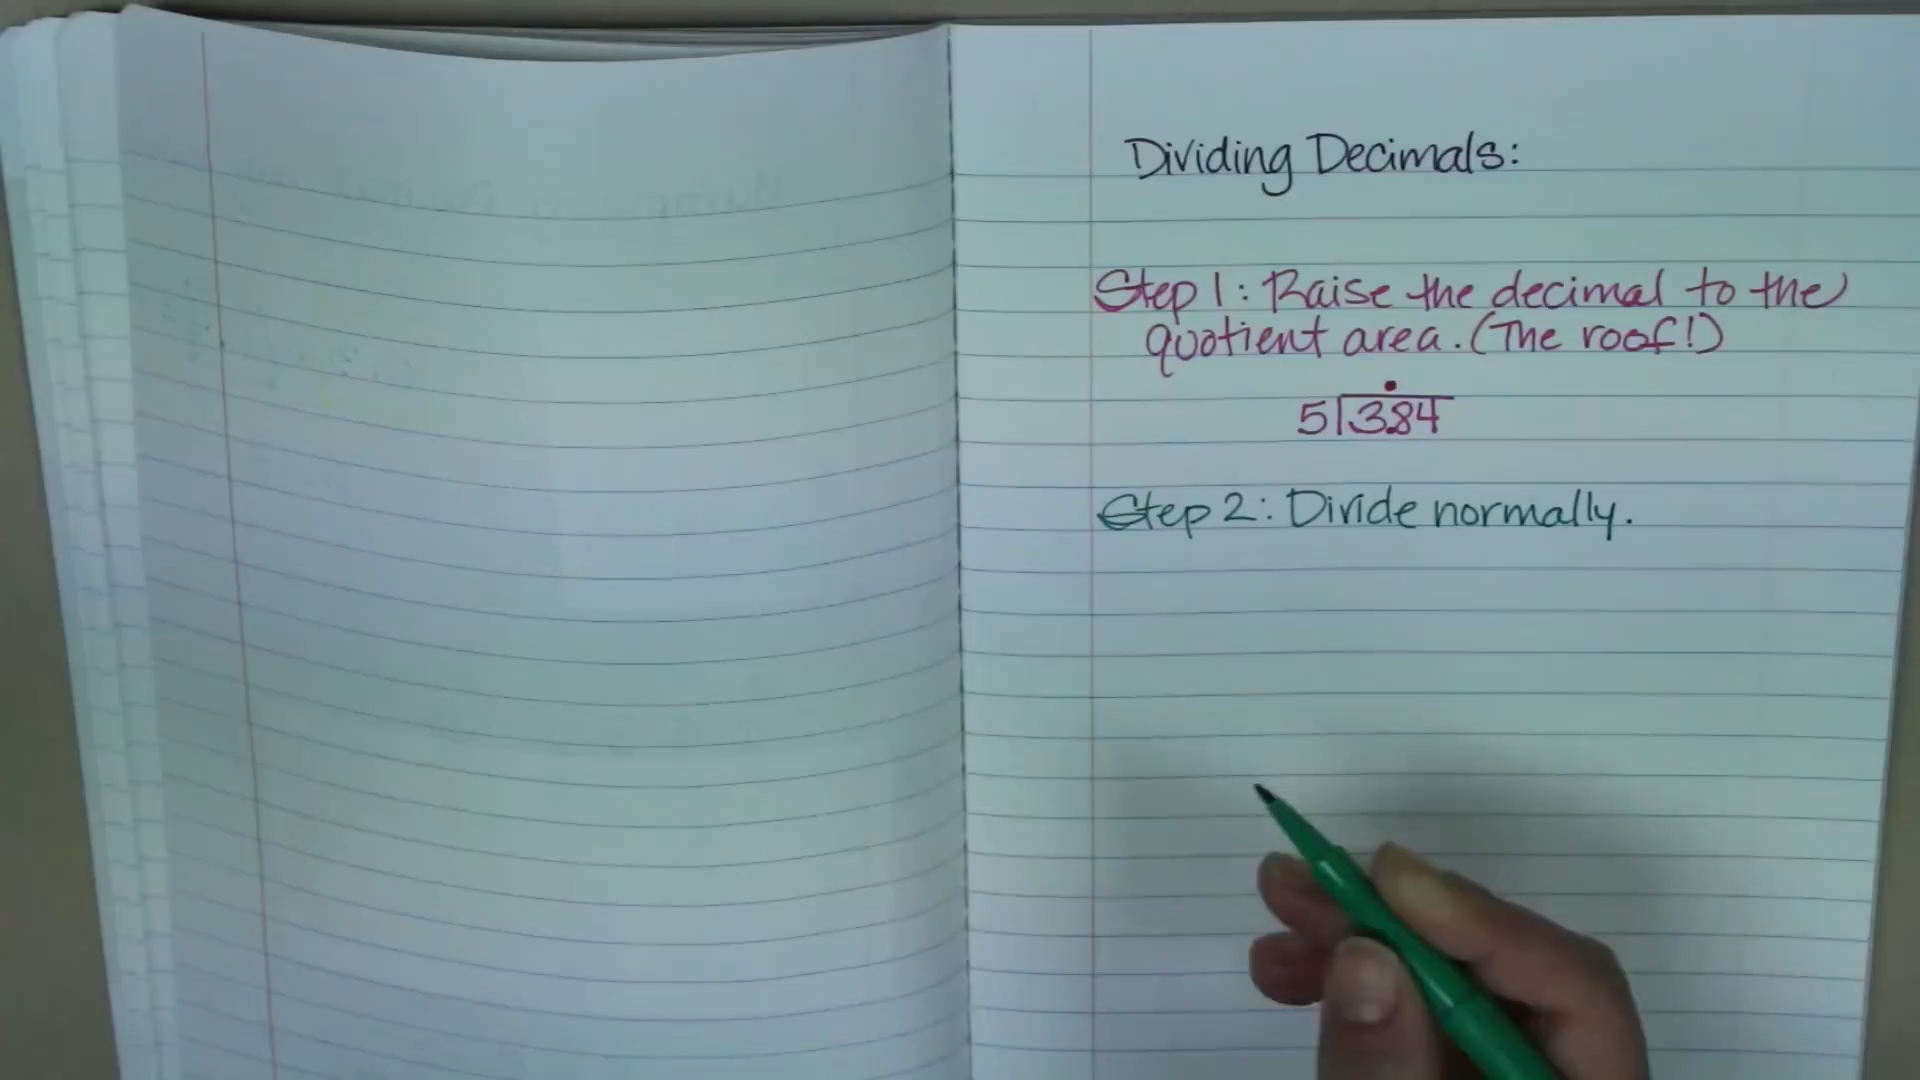 Dividing Decimals:
Step 1: Raise the decimal to the
quotient area. (The roof!)
.
5 3.84
Step 2: Divide normally.